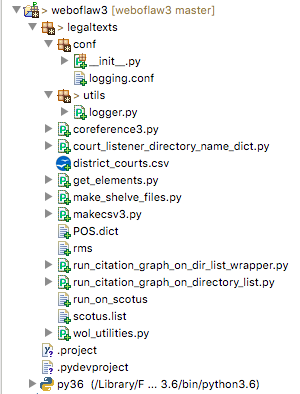 > weboflaw3 [weboflaw3 master]
> legaltexts
conf
__init__.py
logging.conf
> utils
logger.py
coreference3.py
court_listener_directory_name_dict.py
district_courts.csv
get_elements.py
make_shelve_files.py
makecsv3.py
POS.dict
rms
run_citation_graph_on_dir_list_wrapper.py
run_citation_graph_on_directory_list.py
run_on_scotus
scotus.list
wol_utilities.py
.project
.pydevproject
py36 (/Library/F ... 3.6/bin/python3.6)